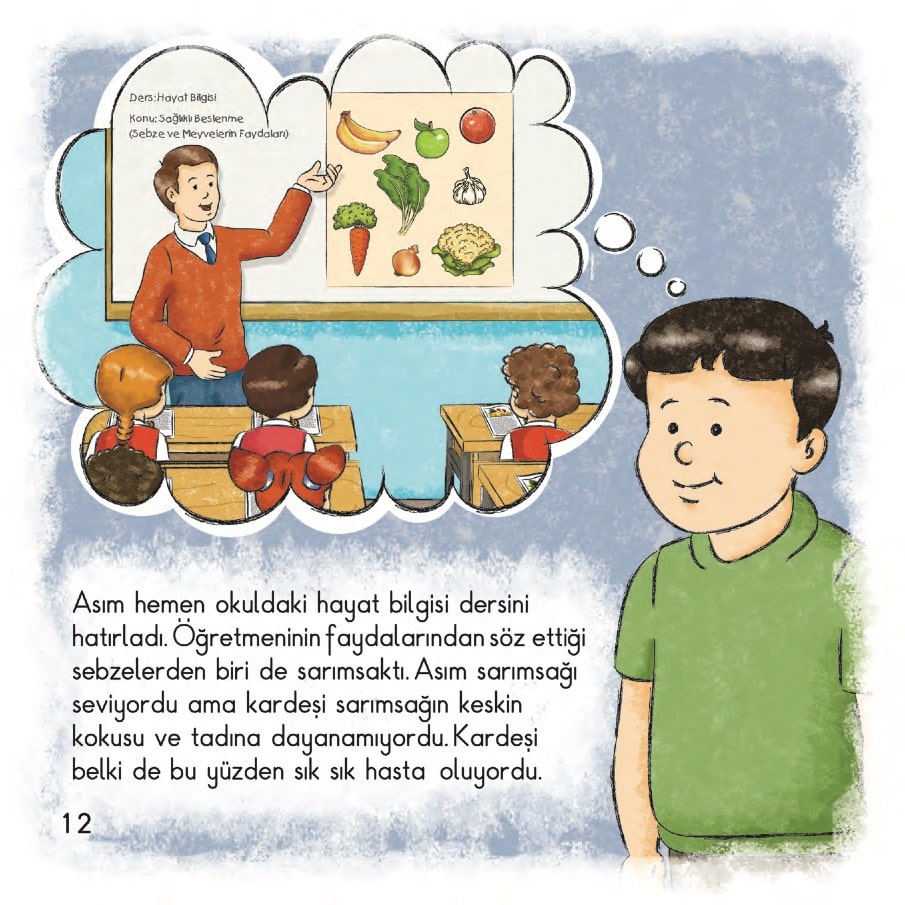 Ders:Hayat Bilgisi
Konu: Sağlıklı Beslenme
(Sebze ve Meyvelerin Faydaları)
Asım hemen okuldaki hayat bilgisi dersini
hatırladı. Öğretmeninin faydalarından söz ettiği
sebzelerden biri de sarımsaktı. Asım sarımsağı
seviyordu ama kardeşi sarımsağın keskin
kokusu ve tadına dayanamıyordu. Kardeşi
belki de bu yüzden sık sık hasta oluyordu.
12